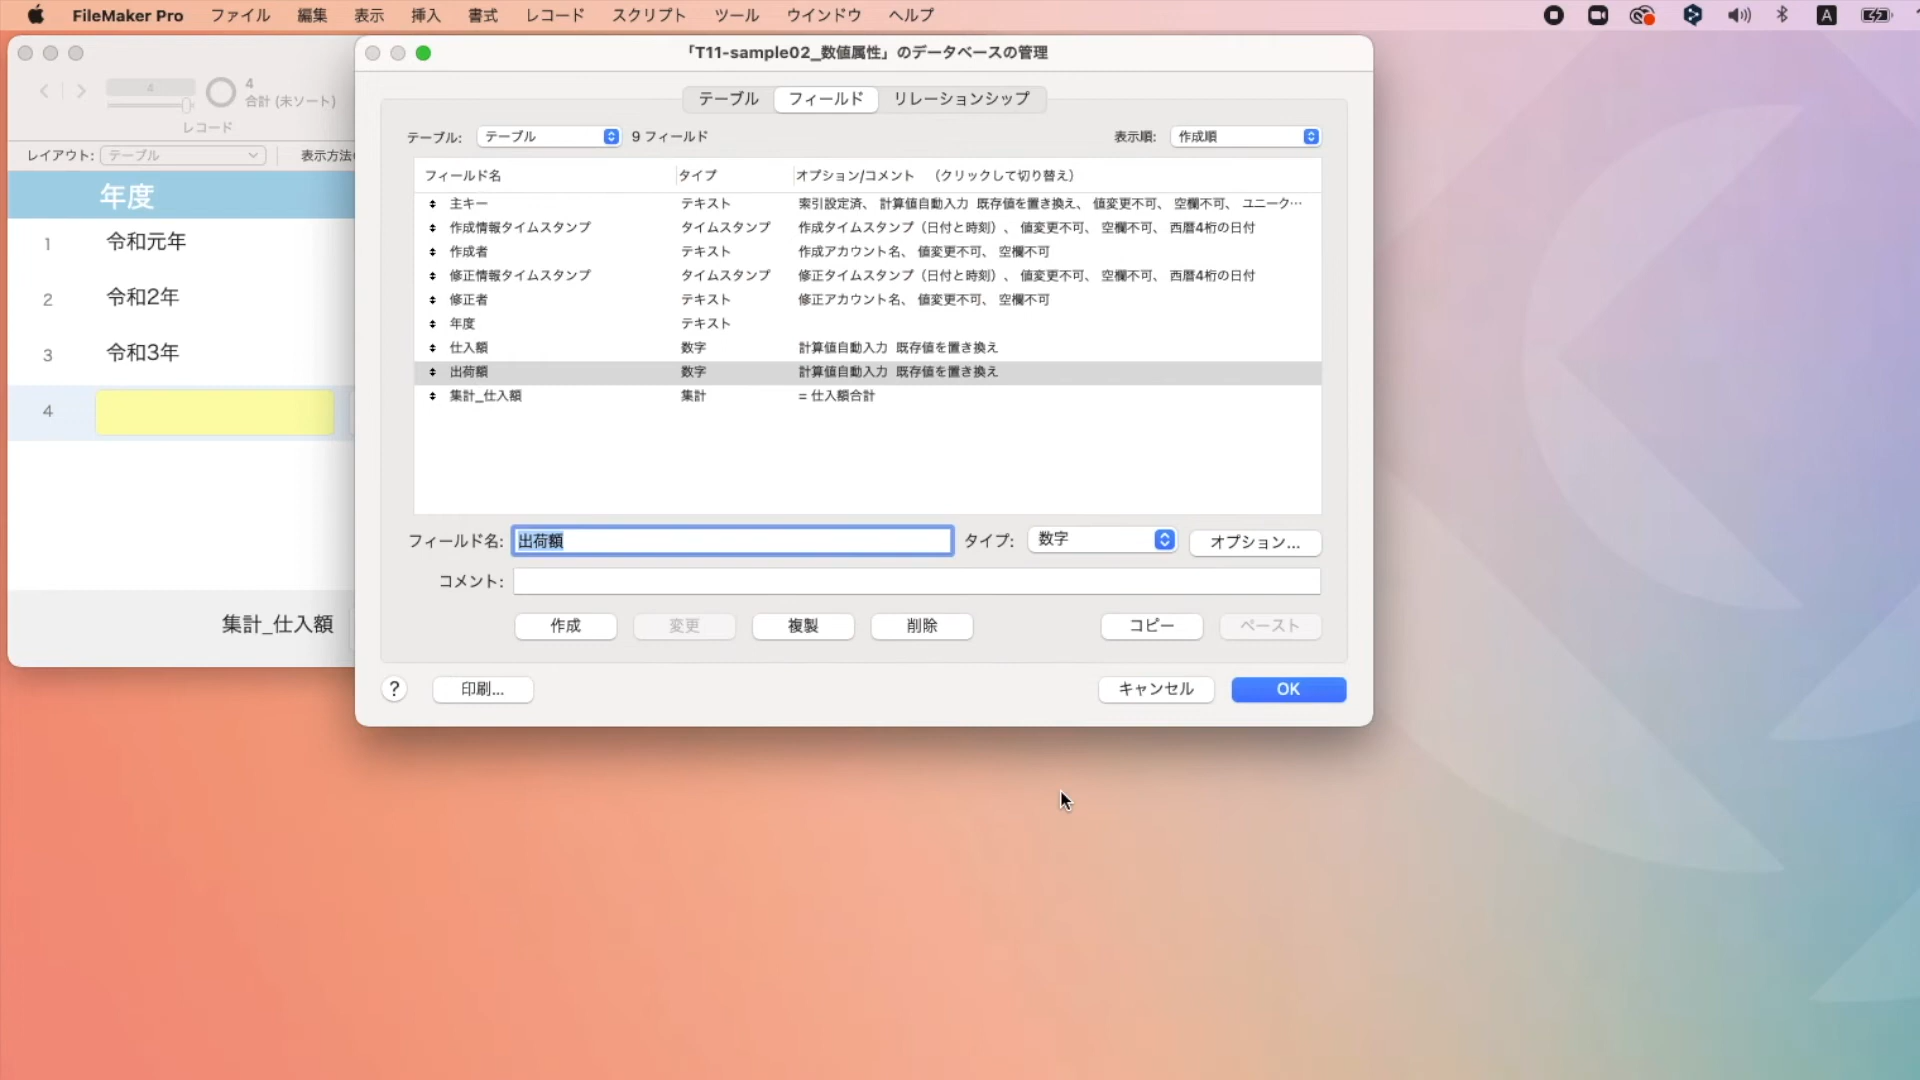 FileMaker Pro ファイル 編集 表示 挿入 書式 レコード スクリプト ツール ウインドウ ヘルプ A
「T11-sample02_数値属性」のデータベースの管理
4
4
合計 (未ソート)
レコード
レイアウト: テーブル 表示方法
年度
1 令和元年
2 令和2年
3 令和3年
4
集計_仕入額
テーブル フィールド リレーションシップ
テーブル: テーブル 9 フィールド 表示順: 作成順
フィールド名 タイプ オプション/コメント （クリックして切り替え）
主キー テキスト 索引設定済、 計算値自動入力 既存値を置き換え、 値変更不可、 空欄不可、 ユニーク…
作成情報タイムスタンプ タイムスタンプ 作成タイムスタンプ（日付と時刻）、 値変更不可、 空欄不可、 西暦4桁の日付
作成者 テキスト 作成アカウント名、 値変更不可、 空欄不可
修正情報タイムスタンプ タイムスタンプ 修正タイムスタンプ（日付と時刻）、 値変更不可、 空欄不可、 西暦4桁の日付
修正者 テキスト 修正アカウント名、 値変更不可、 空欄不可
年度 テキスト
仕入額 数字 計算値自動入力 既存値を置き換え
出荷額 数字 計算値自動入力 既存値を置き換え
集計_仕入額 集計 = 仕入額合計
フィールド名: 出荷額 タイプ: 数字 オプション...
コメント:
作成 変更 複製 削除 コピー ペースト
? 印刷... キャンセル OK